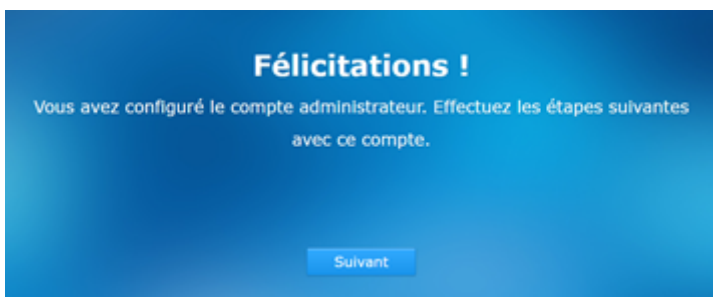 Félicitations !
Vous avez configuré le compte administrateur. Effectuez les étapes suivantes
avec ce compte.
Suivant